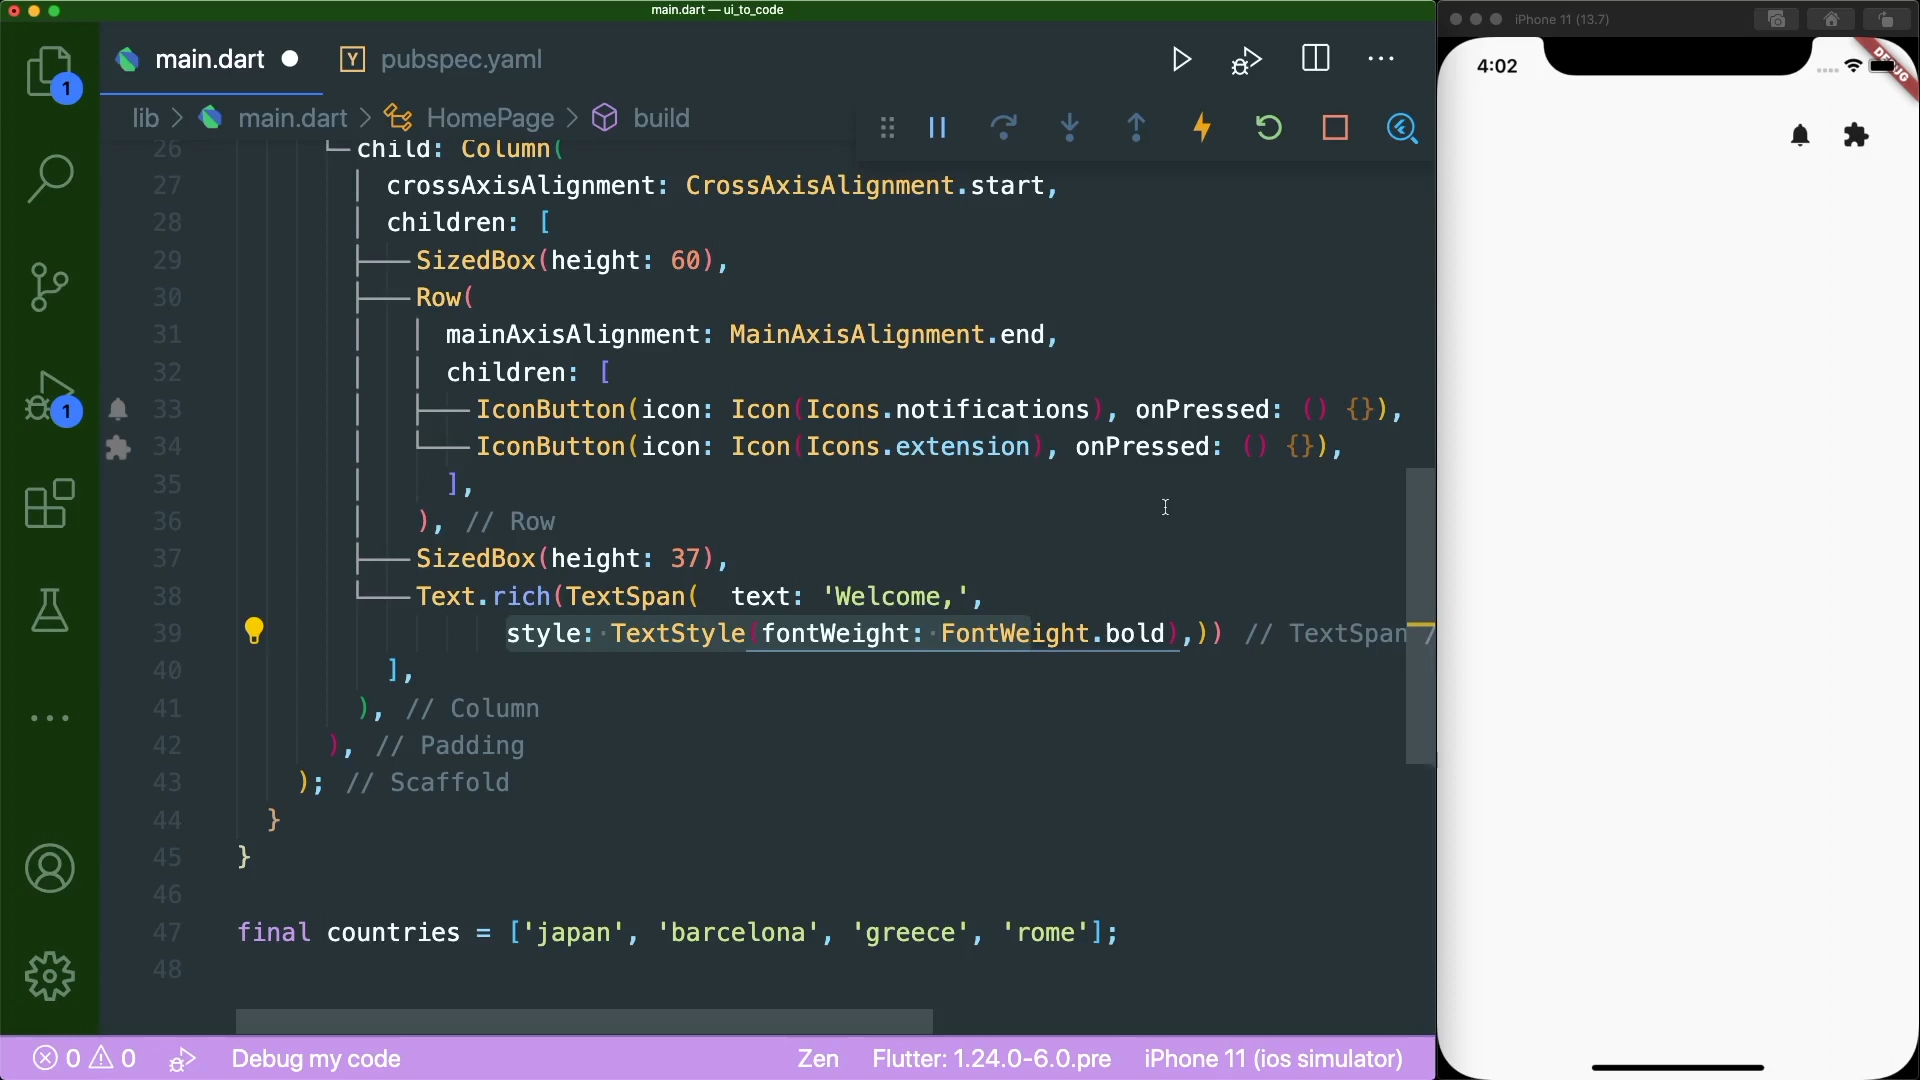 main.dart — ui_to_code
iPhone 11 (13.7)
main.dart
pubspec.yaml
4:02
DEBUG
lib > main.dart > HomePage > build
26 child: Column(
27 crossAxisAlignment: CrossAxisAlignment.start,
28 children: [
29 SizedBox(height: 60),
30 Row(
31 mainAxisAlignment: MainAxisAlignment.end,
32 children: [
33 IconButton(icon: Icon(Icons.notifications), onPressed: () {}),
34 IconButton(icon: Icon(Icons.extension), onPressed: () {}),
35 ],
36 ), // Row
37 SizedBox(height: 37),
38 Text.rich(TextSpan(  text: 'Welcome,',
39 style: TextStyle(fontWeight: FontWeight.bold),)) // TextSpan /
40 ],
41 ), // Column
42 ), // Padding
43 ); // Scaffold
44 }
45 }
46
47 final countries = ['japan', 'barcelona', 'greece', 'rome'];
48
1
1
0 0 Debug my code Zen Flutter: 1.24.0-6.0.pre iPhone 11 (ios simulator)